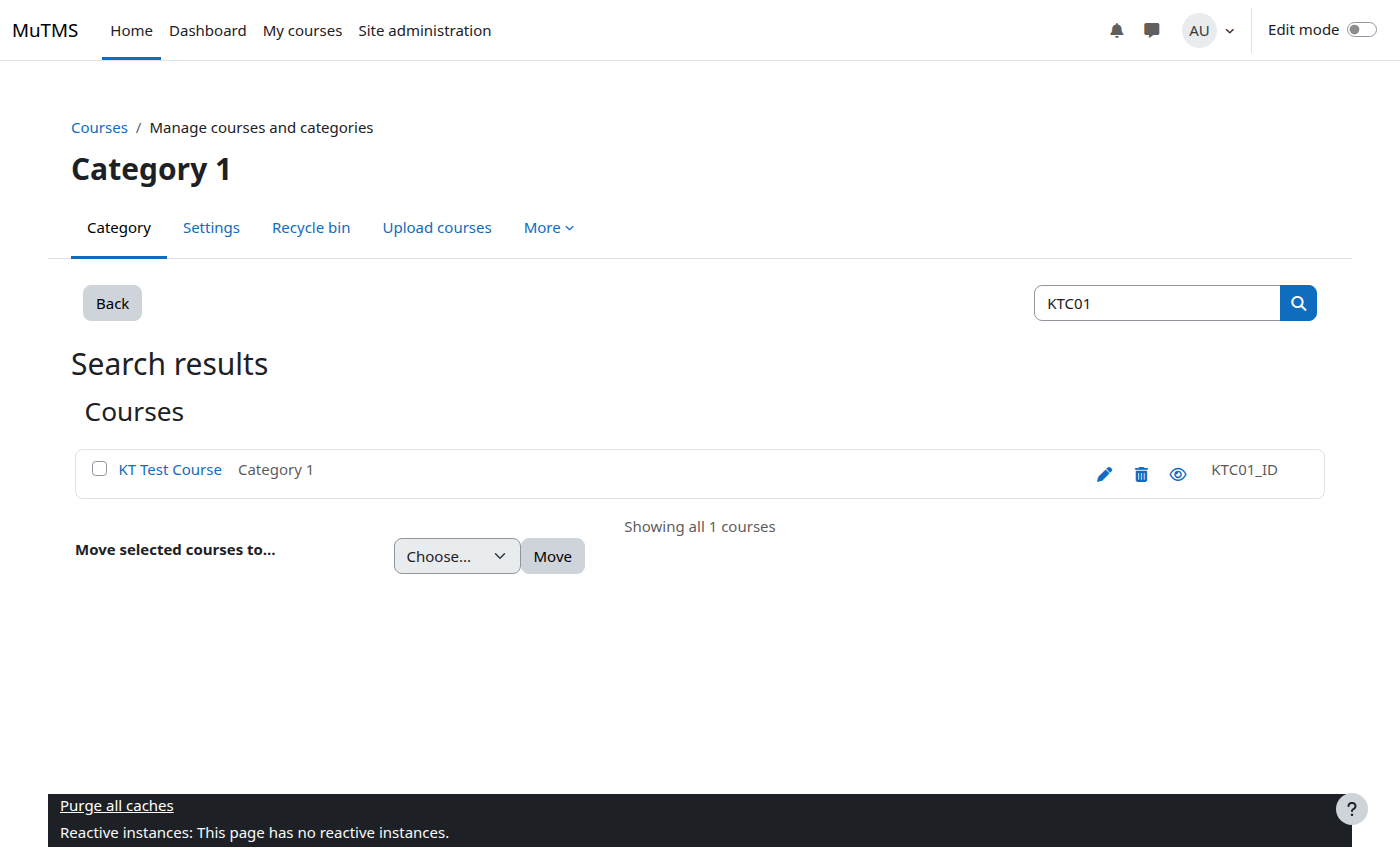 MuTMS Home Dashboard My courses Site administration AU Edit mode
Courses / Manage courses and categories
Category 1
Category Settings Recycle bin Upload courses More
Back KTC01
Search results
Courses
KT Test Course Category 1 KTC01_ID
Showing all 1 courses
Move selected courses to... Choose... Move
Purge all caches
?
Reactive instances: This page has no reactive instances.